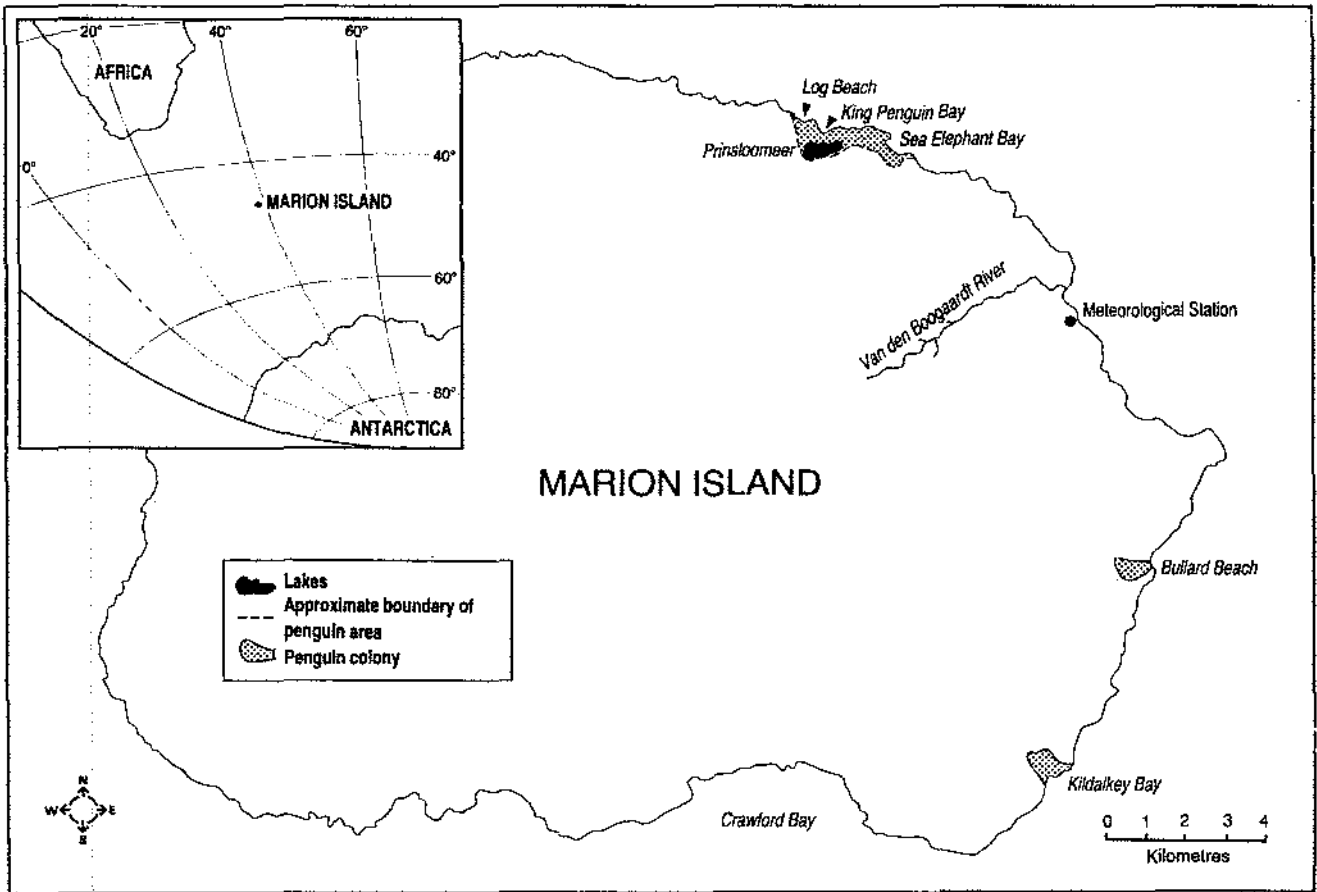 20°
40°
60°
AFRICA
0°
40°
MARION ISLAND
60°
80°
ANTARCTICA
Log Beach
King Penguin Bay
Sea Elephant Bay
Prinsloomeer
Van den Boogaardt River
Meteorological Station
MARION ISLAND
Bullard Beach
Lakes
Approximate boundary of
penguin area
Penguin colony
Kildalkey Bay
Crawford Bay
N
W E
S
0 1 2 3 4
Kilometres